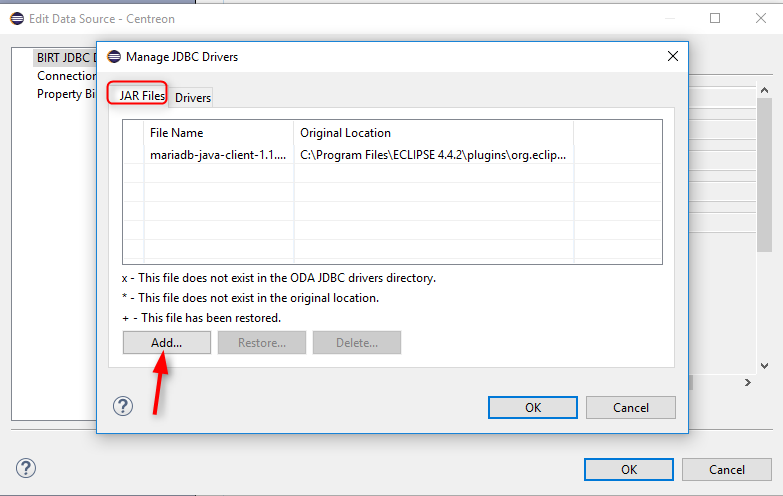 Edit Data Source - Centreon
BIRT JDBC D
Connection
Property Bi
Manage JDBC Drivers
JAR Files
Drivers
File Name
Original Location
mariadb-java-client-1.1....
C:\Program Files\ECLIPSE 4.4.2\plugins\org.eclip...
x - This file does not exist in the ODA JDBC drivers directory.
* - This file does not exist in the original location.
+ - This file has been restored.
Add...
Restore...
Delete...
?
OK
Cancel
?
OK
Cancel